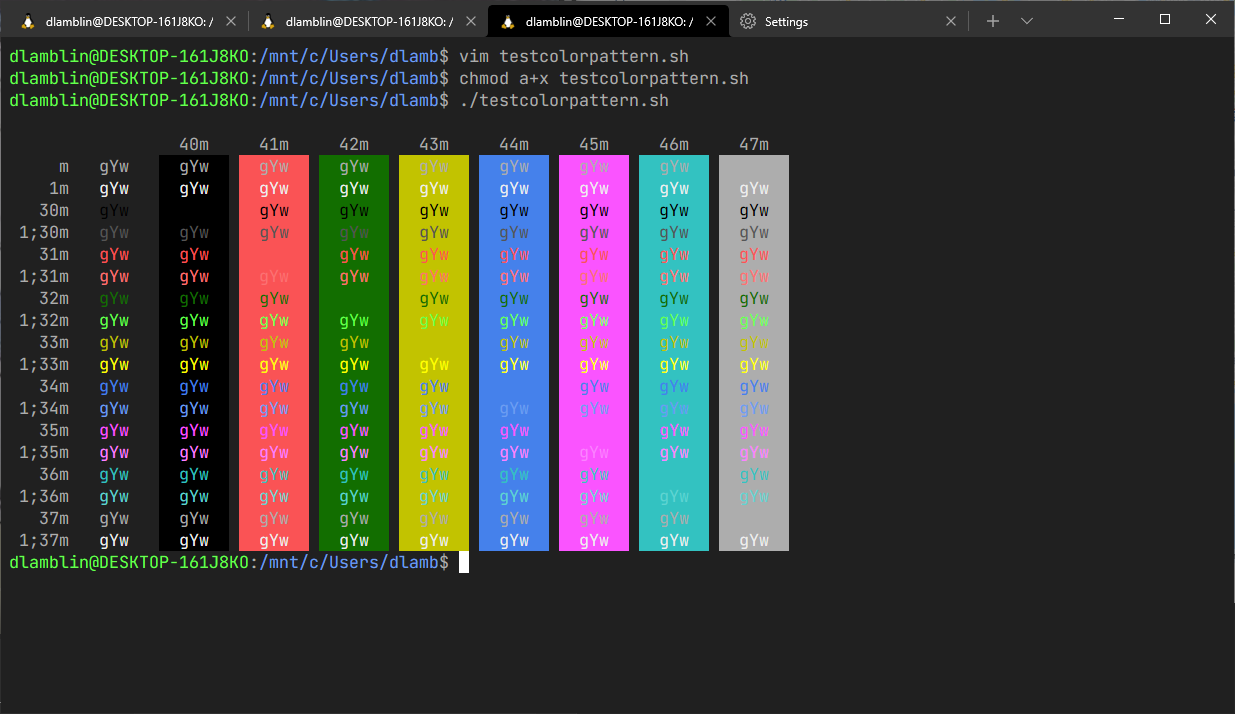 dlamblin@DESKTOP-161J8KO: /
dlamblin@DESKTOP-161J8KO: /
dlamblin@DESKTOP-161J8KO: /
Settings
dlamblin@DESKTOP-161J8KO:/mnt/c/Users/dlamb$ vim testcolorpattern.sh
dlamblin@DESKTOP-161J8KO:/mnt/c/Users/dlamb$ chmod a+x testcolorpattern.sh
dlamblin@DESKTOP-161J8KO:/mnt/c/Users/dlamb$ ./testcolorpattern.sh
40m 41m 42m 43m 44m 45m 46m 47m
m gYw gYw gYw gYw gYw gYw gYw gYw
1m gYw gYw gYw gYw gYw gYw gYw gYw gYw
30m gYw gYw gYw gYw gYw gYw gYw gYw
1;30m gYw gYw gYw gYw gYw gYw gYw gYw gYw
31m gYw gYw gYw gYw gYw gYw gYw gYw
1;31m gYw gYw gYw gYw gYw gYw gYw gYw gYw
32m gYw gYw gYw gYw gYw gYw gYw gYw
1;32m gYw gYw gYw gYw gYw gYw gYw gYw gYw
33m gYw gYw gYw gYw gYw gYw gYw gYw
1;33m gYw gYw gYw gYw gYw gYw gYw gYw gYw
34m gYw gYw gYw gYw gYw gYw gYw gYw
1;34m gYw gYw gYw gYw gYw gYw gYw gYw gYw
35m gYw gYw gYw gYw gYw gYw gYw gYw
1;35m gYw gYw gYw gYw gYw gYw gYw gYw gYw
36m gYw gYw gYw gYw gYw gYw gYw gYw
1;36m gYw gYw gYw gYw gYw gYw gYw gYw gYw
37m gYw gYw gYw gYw gYw gYw gYw gYw
1;37m gYw gYw gYw gYw gYw gYw gYw gYw gYw
dlamblin@DESKTOP-161J8KO:/mnt/c/Users/dlamb$